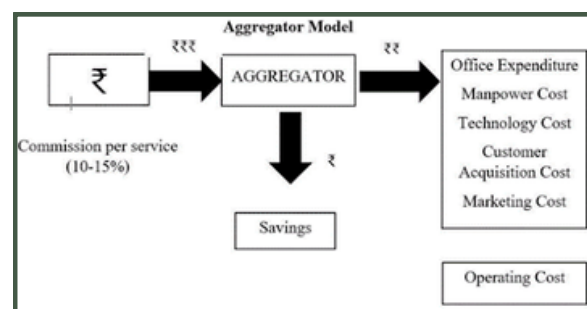 Aggregator Model
₹₹₹
₹₹
₹
AGGREGATOR
Office Expenditure
Manpower Cost
Technology Cost
Customer
Acquisition Cost
Marketing Cost
Commission per service
(10-15%)
₹
Savings
Operating Cost